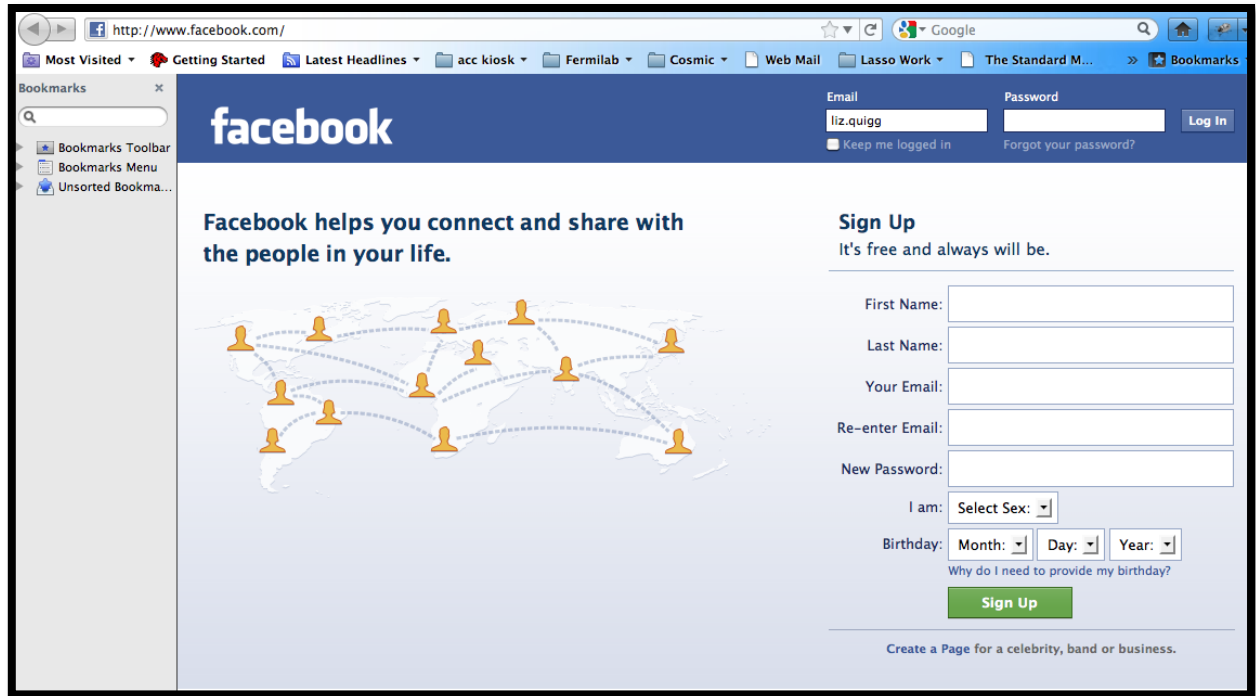 http://www.facebook.com/
Google
Most Visited Getting Started Latest Headlines acc kiosk Fermilab Cosmic Web Mail Lasso Work The Standard M... » Bookmarks
Bookmarks ×
Bookmarks Toolbar
Bookmarks Menu
Unsorted Bookma...
facebook
Email Password
liz.quigg Log In
Keep me logged in Forgot your password?
Facebook helps you connect and share with
the people in your life.
Sign Up
It's free and always will be.
First Name:
Last Name:
Your Email:
Re-enter Email:
New Password:
I am: Select Sex:
Birthday: Month: Day: Year:
Why do I need to provide my birthday?
Sign Up
Create a Page for a celebrity, band or business.